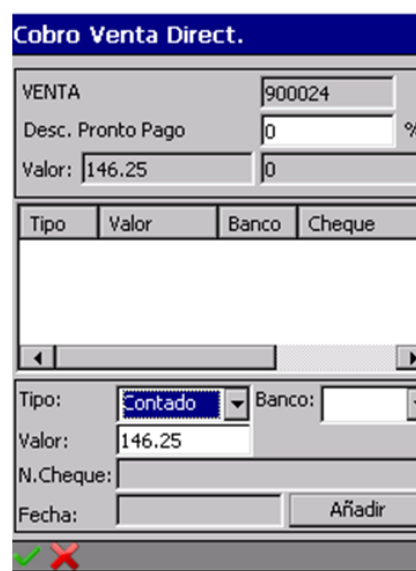 Cobro Venta Direct.
VENTA 900024
Desc. Pronto Pago 0 %
Valor: 146.25 0
Tipo Valor Banco Cheque
Tipo: Contado Banco:
Valor: 146.25
N.Cheque:
Fecha: Añadir